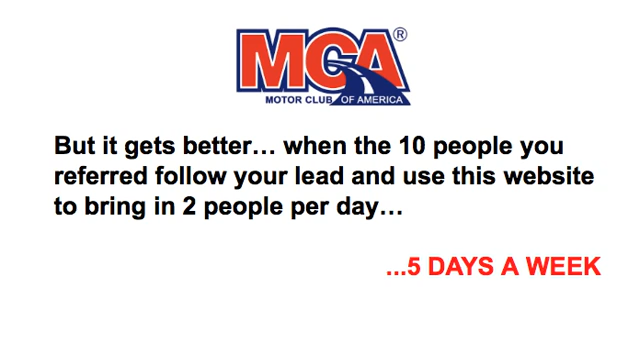 MCA®
MOTOR CLUB OF AMERICA
But it gets better… when the 10 people you
referred follow your lead and use this website
to bring in 2 people per day…
...5 DAYS A WEEK